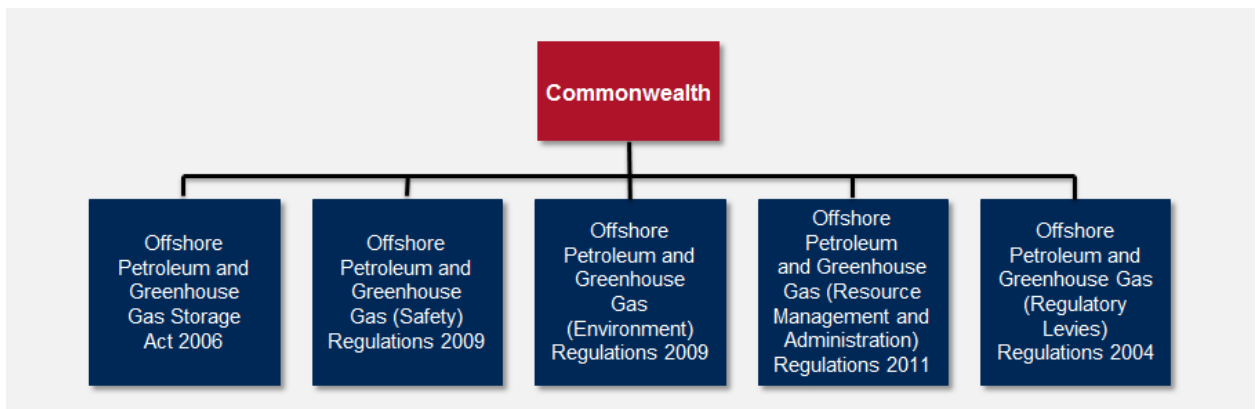 Commonwealth
Offshore
Petroleum and
Greenhouse
Gas Storage
Act 2006
Offshore
Petroleum and
Greenhouse
Gas (Safety)
Regulations 2009
Offshore
Petroleum and
Greenhouse
Gas
(Environment)
Regulations 2009
Offshore
Petroleum
and Greenhouse
Gas (Resource
Management and
Administration)
Regulations 2011
Offshore
Petroleum and
Greenhouse Gas
(Regulatory
Levies)
Regulations 2004